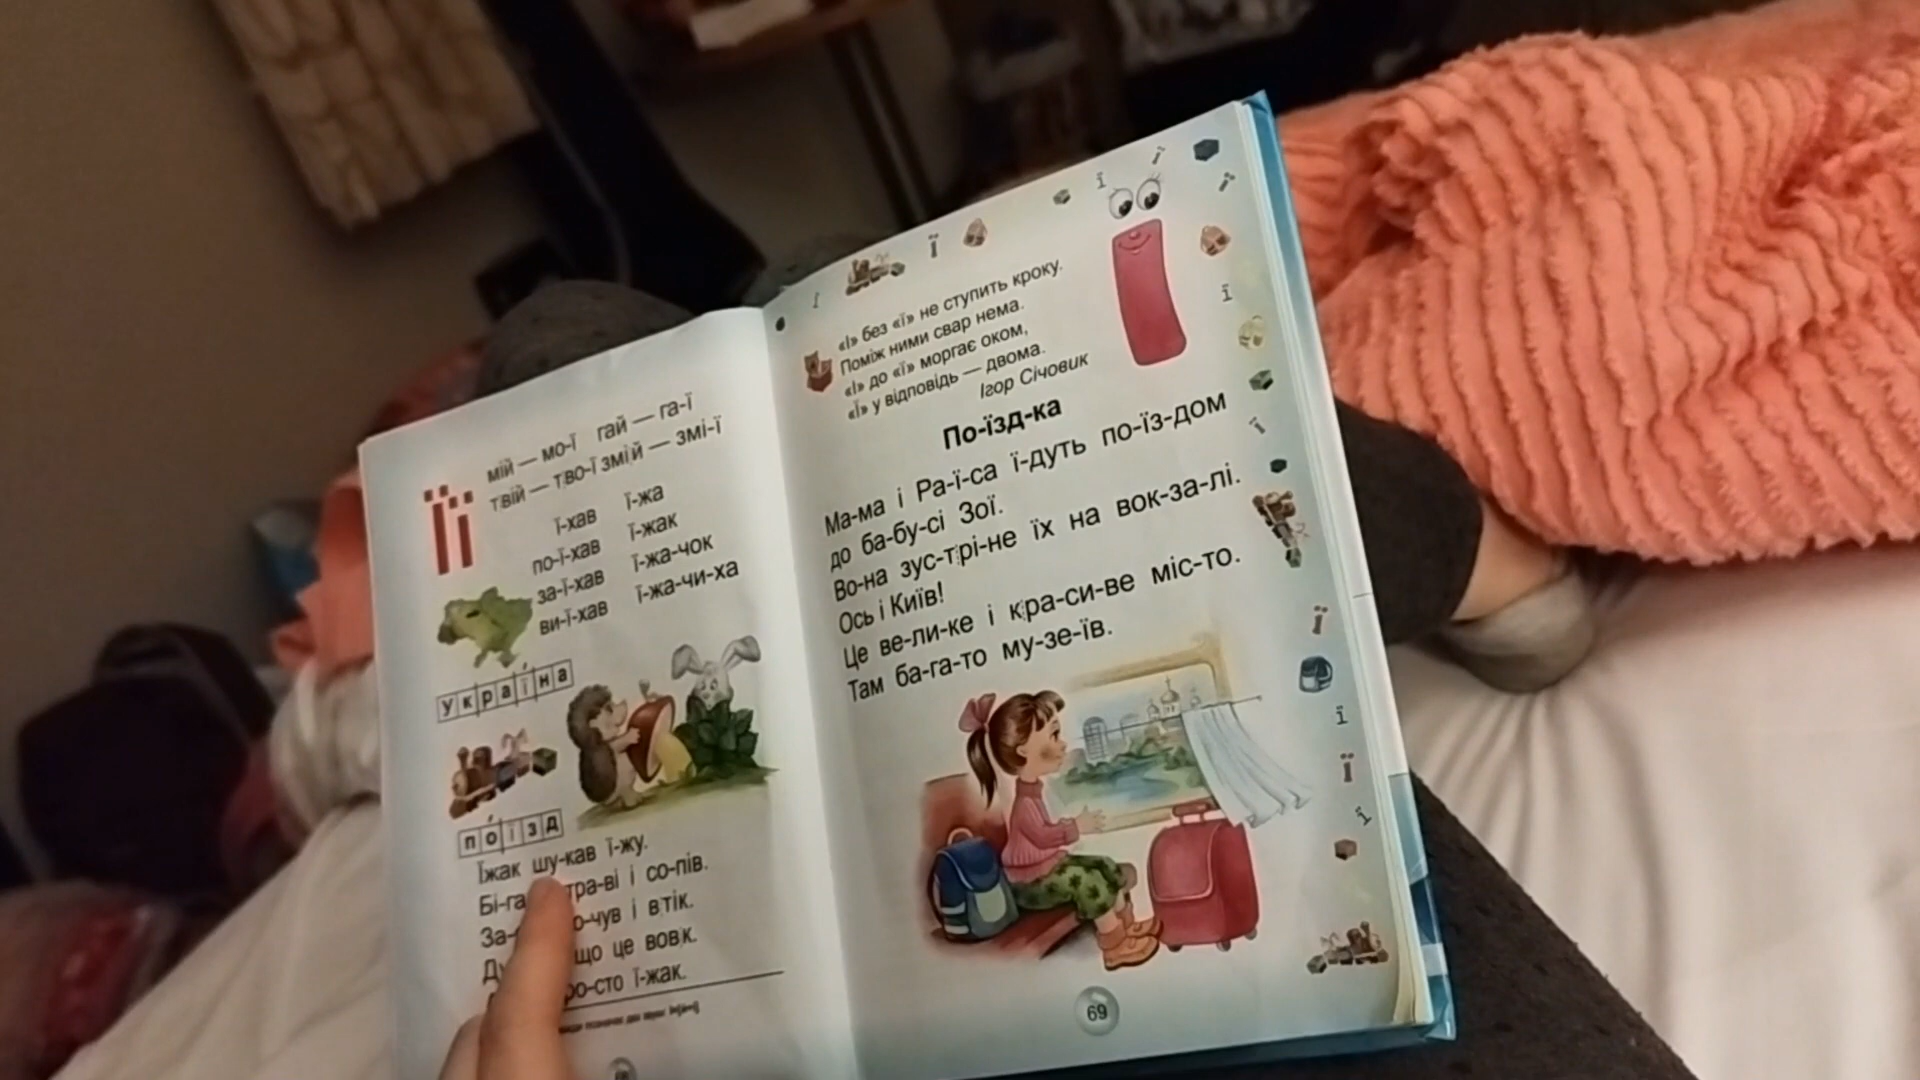 Її
мій — мо-ї гай — га-ї
твій — тво-ї змій — змі-ї
ї-хав ї-жа
по-ї-хав ї-жак
за-ї-хав ї-жа-чок
ви-ї-хав ї-жа-чи-ха
Україна
поїзд
Їжак шу-кав ї-жу.
Бі-га тра-ві і со-пів.
За- о-чув і втік.
що це вовк.
ро-сто ї-жак.
«І» без «ї» не ступить кроку.
Поміж ними свар нема.
«І» до «ї» моргає оком,
«Ї» у відповідь — двома.
Ігор Січовик
По-їзд-ка
Ма-ма і Ра-ї-са ї-дуть по-їз-дом
до ба-бу-сі Зої.
Во-на зус-трі-не їх на вок-за-лі.
Ось і Київ!
Це ве-ли-ке і кра-си-ве міс-то.
Там ба-га-то му-зе-їв.
69